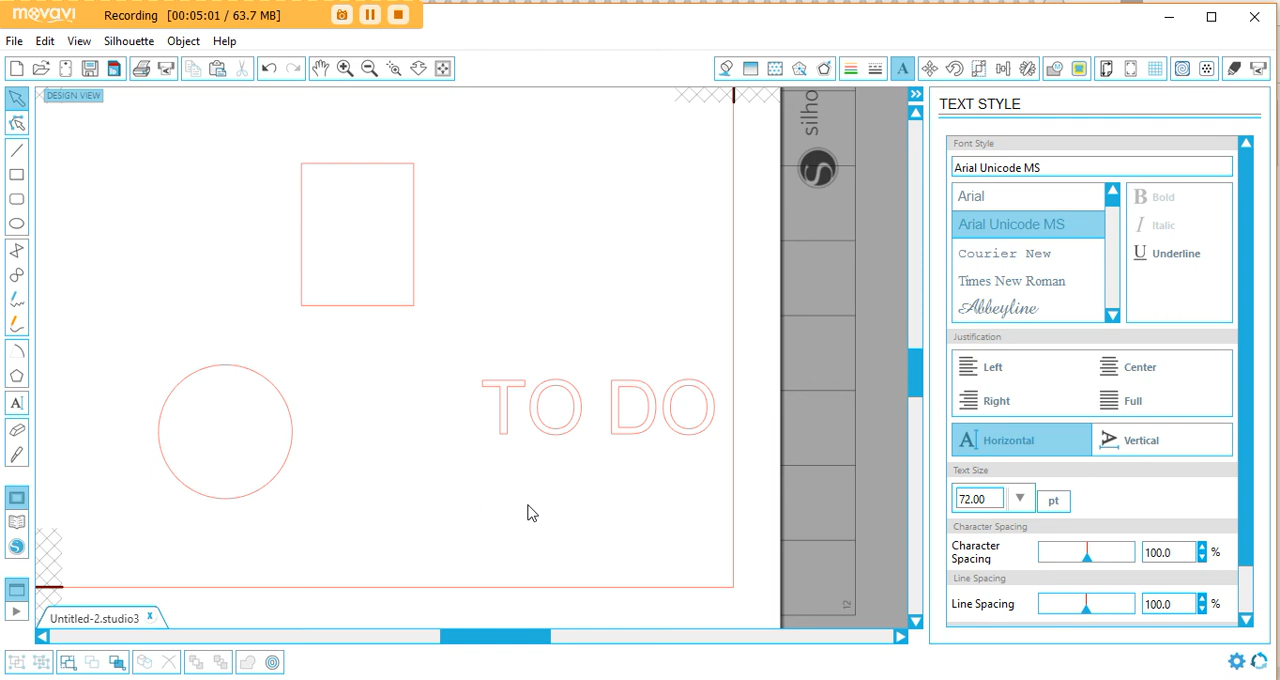 movavi Recording [00:05:01 / 63.7 MB]
File Edit View Silhouette Object Help
DESIGN VIEW
silho
TO DO
12
Untitled-2.studio3 x
TEXT STYLE
Font Style
Arial Unicode MS
Arial
Arial Unicode MS
Courier New
Times New Roman
Abbeyline
B Bold
I Italic
U Underline
Justification
Left Center
Right Full
Horizontal Vertical
Text Size
72.00 pt
Character Spacing
Character Spacing 100.0 %
Line Spacing
Line Spacing 100.0 %